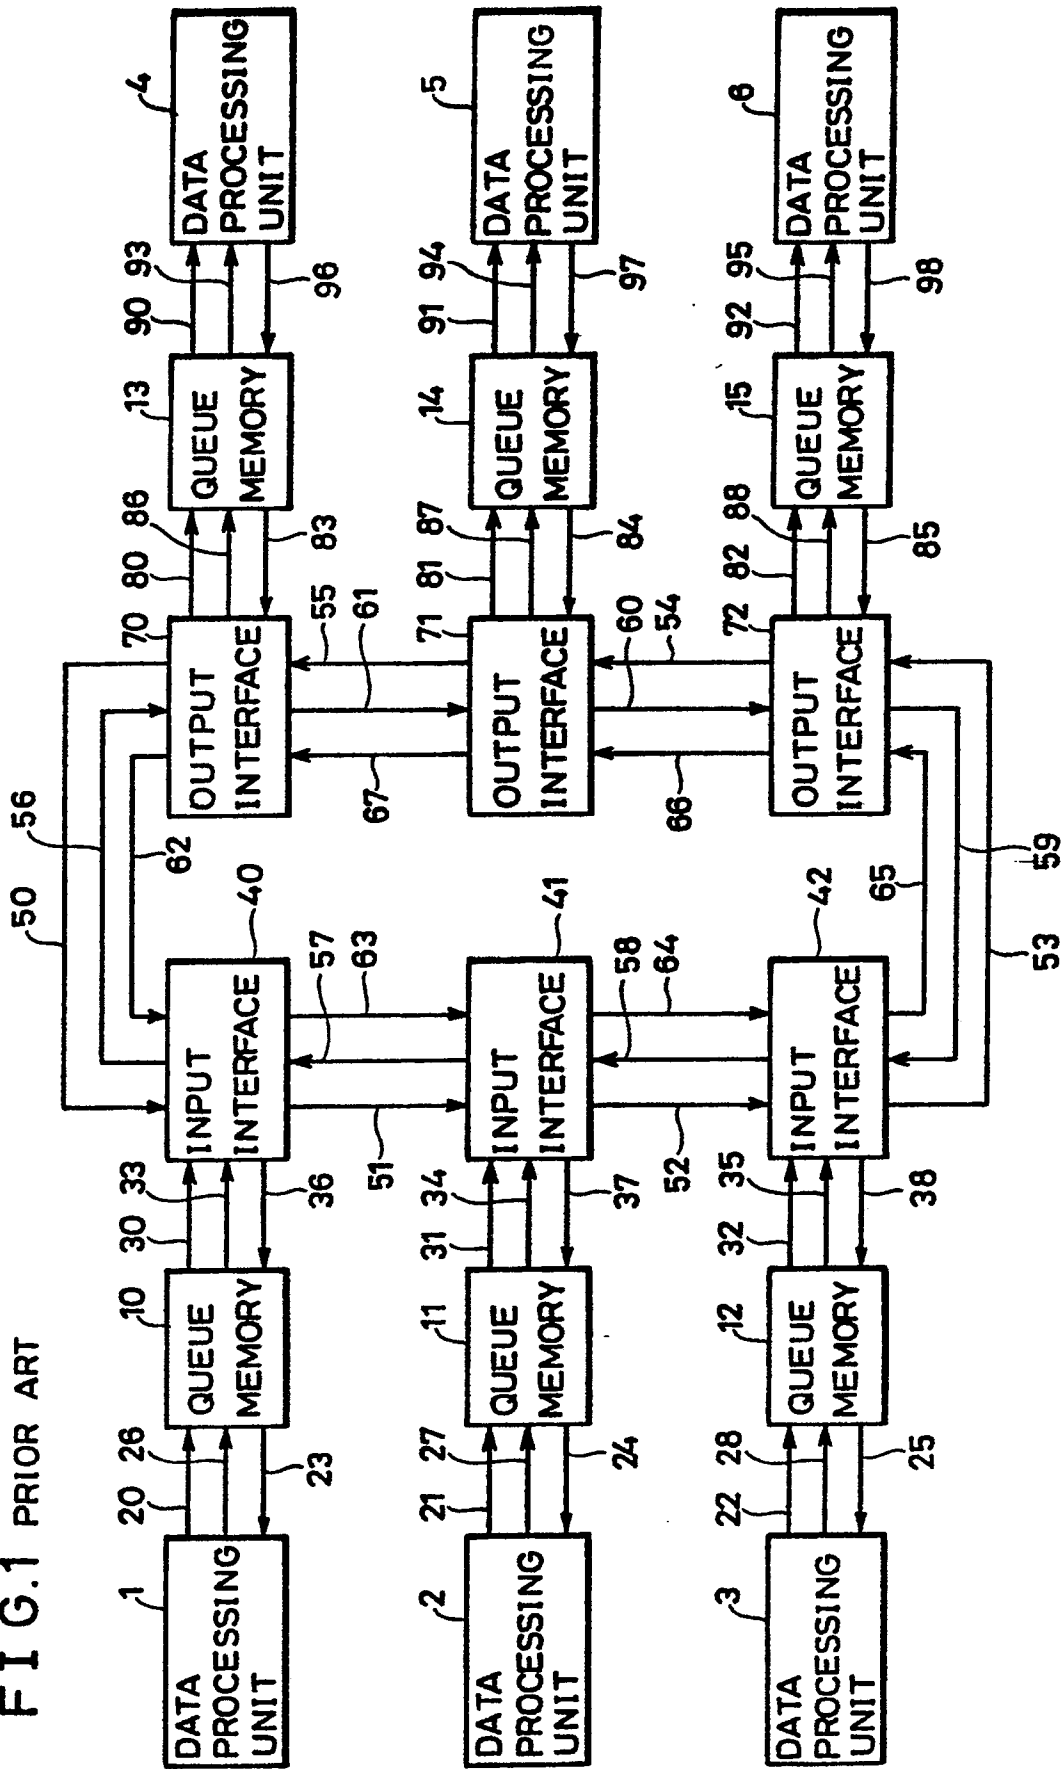 FIG.1 PRIOR ART
50
56
62
1
DATA
PROCESSING
UNIT
20
26
23
10
QUEUE
MEMORY
30
33
36
40
INPUT
INTERFACE
70
OUTPUT
INTERFACE
80
86
83
13
QUEUE
MEMORY
90
93
96
4
DATA
PROCESSING
UNIT
51
57
63
67
61
55
2
DATA
PROCESSING
UNIT
21
27
24
11
QUEUE
MEMORY
31
34
37
41
INPUT
INTERFACE
71
OUTPUT
INTERFACE
81
87
84
14
QUEUE
MEMORY
91
94
97
5
DATA
PROCESSING
UNIT
52
58
64
66
60
54
3
DATA
PROCESSING
UNIT
22
28
25
12
QUEUE
MEMORY
32
35
38
42
INPUT
INTERFACE
72
OUTPUT
INTERFACE
82
88
85
15
QUEUE
MEMORY
92
95
98
6
DATA
PROCESSING
UNIT
65
53
59